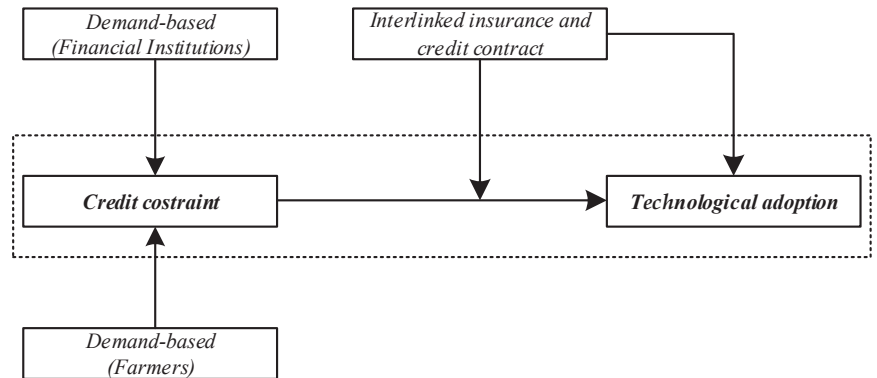 Demand-based
(Financial Institutions)
Interlinked insurance and
credit contract
Credit costraint
Technological adoption
Demand-based
(Farmers)